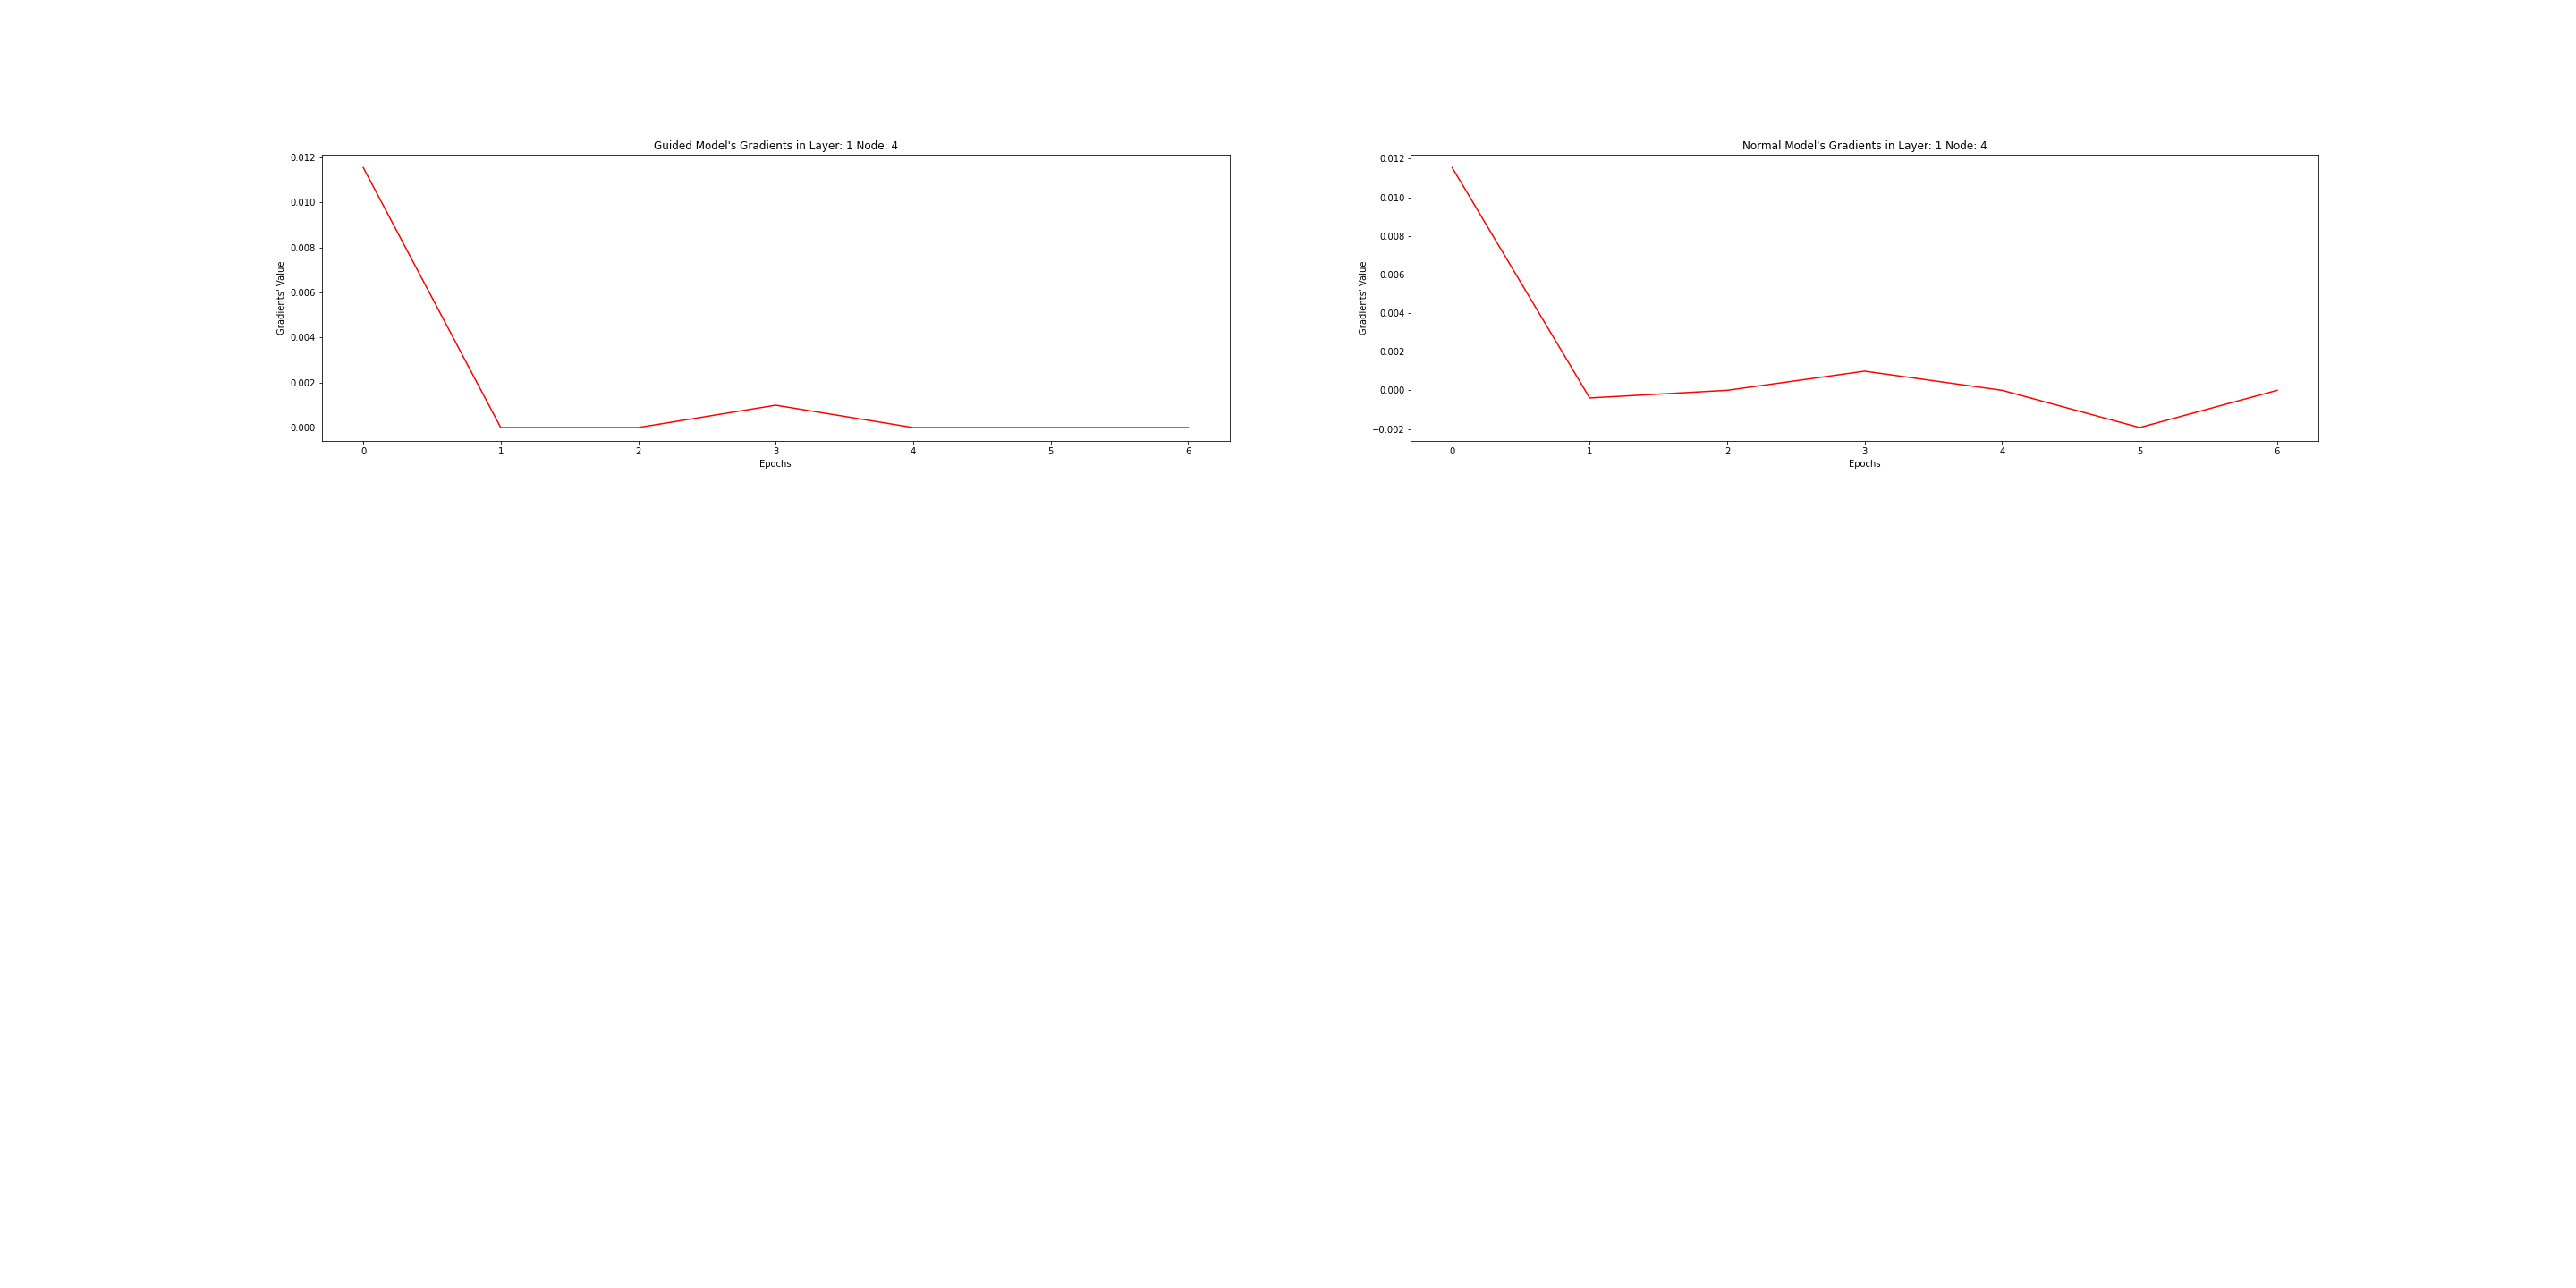 Guided Model's Gradients in Layer: 1 Node: 4
0.012
0.010
0.008
0.006
0.004
0.002
0.000
Gradients' Value
0 1 2 3 4 5 6
Epochs
Normal Model's Gradients in Layer: 1 Node: 4
0.012
0.010
0.008
0.006
0.004
0.002
0.000
−0.002
Gradients' Value
0 1 2 3 4 5 6
Epochs